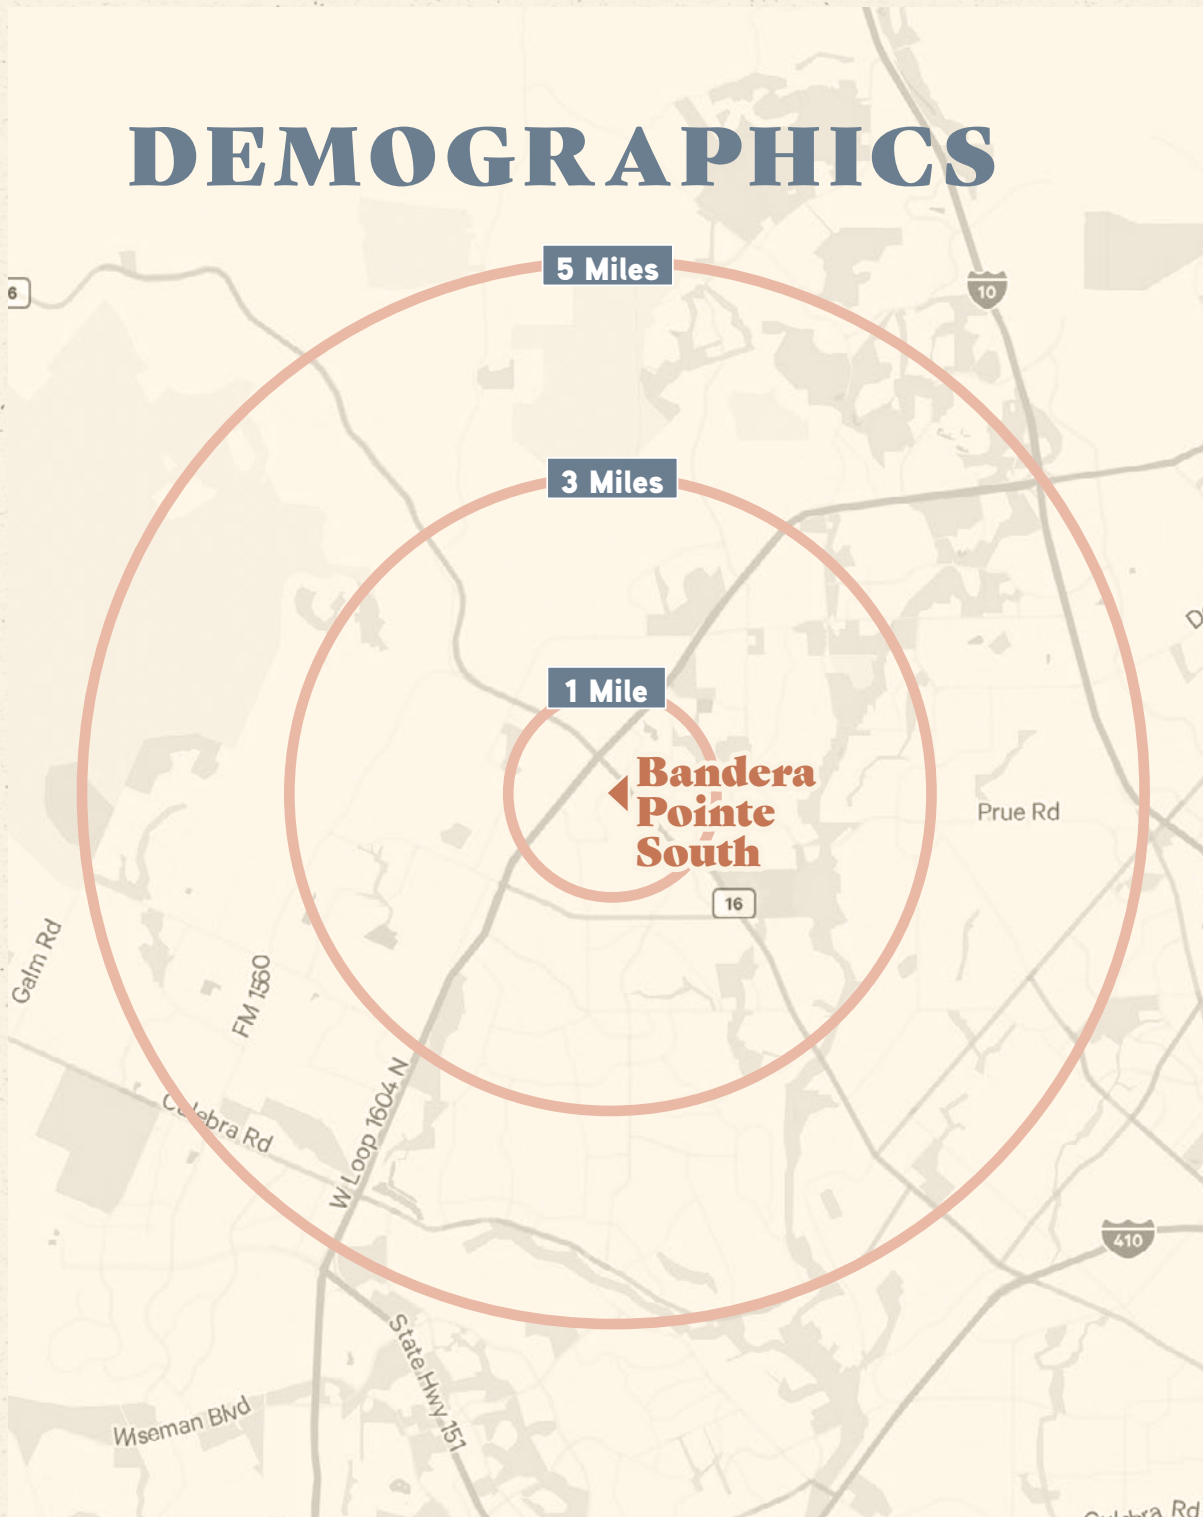 DEMOGRAPHICS
5 Miles
6
10
3 Miles
1 Mile
Bandera
Pointe
South
Prue Rd
16
Galm Rd
FM 1560
W Loop 1604 N
Culebra Rd
410
State Hwy 151
Wiseman Blvd
Culebra Rd